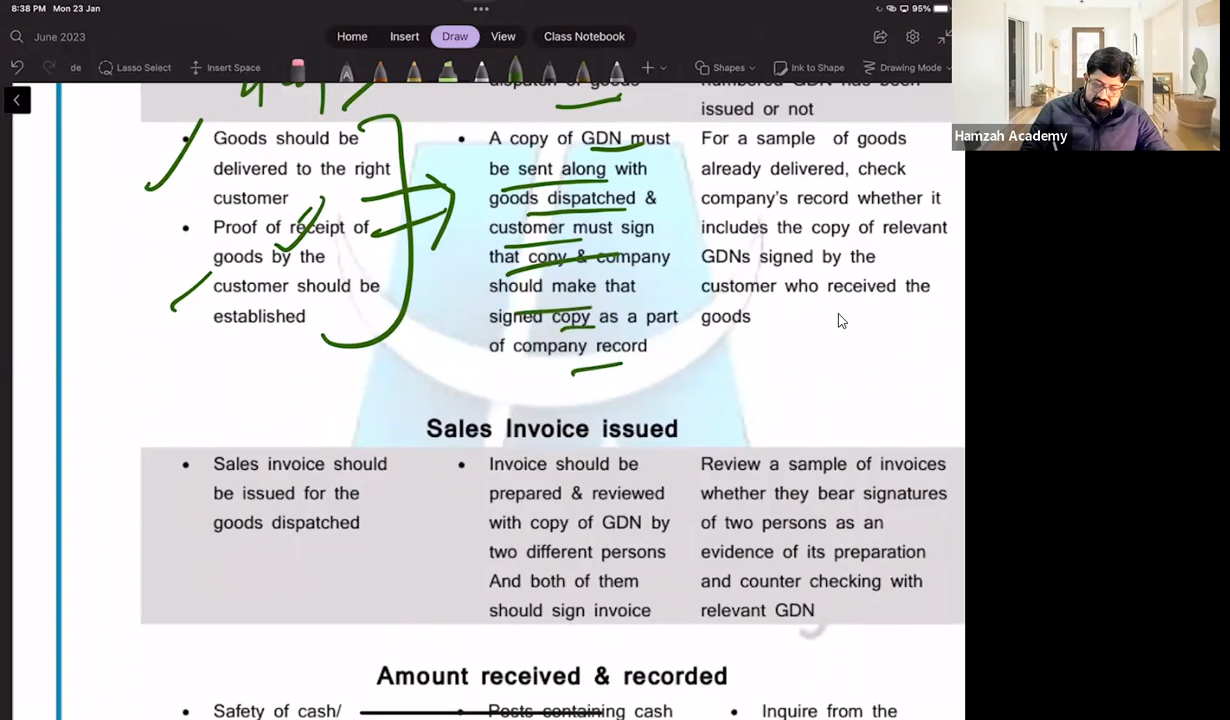 8:38 PM Mon 23 Jan
95%
June 2023
Home Insert Draw View Class Notebook
de Lasso Select Insert Space Shapes Ink to Shape Drawing Mode
Hamzah Academy
dispatch of goods
numbered GDN has been
issued or not
Goods should be
delivered to the right
customer
Proof of receipt of
goods by the
customer should be
established
A copy of GDN must
be sent along with
goods dispatched &
customer must sign
that copy & company
should make that
signed copy as a part
of company record
For a sample of goods
already delivered, check
company's record whether it
includes the copy of relevant
GDNs signed by the
customer who received the
goods
Sales Invoice issued
Sales invoice should
be issued for the
goods dispatched
Invoice should be
prepared & reviewed
with copy of GDN by
two different persons
And both of them
should sign invoice
Review a sample of invoices
whether they bear signatures
of two persons as an
evidence of its preparation
and counter checking with
relevant GDN
Amount received & recorded
Safety of cash/
Posts containing cash
Inquire from the